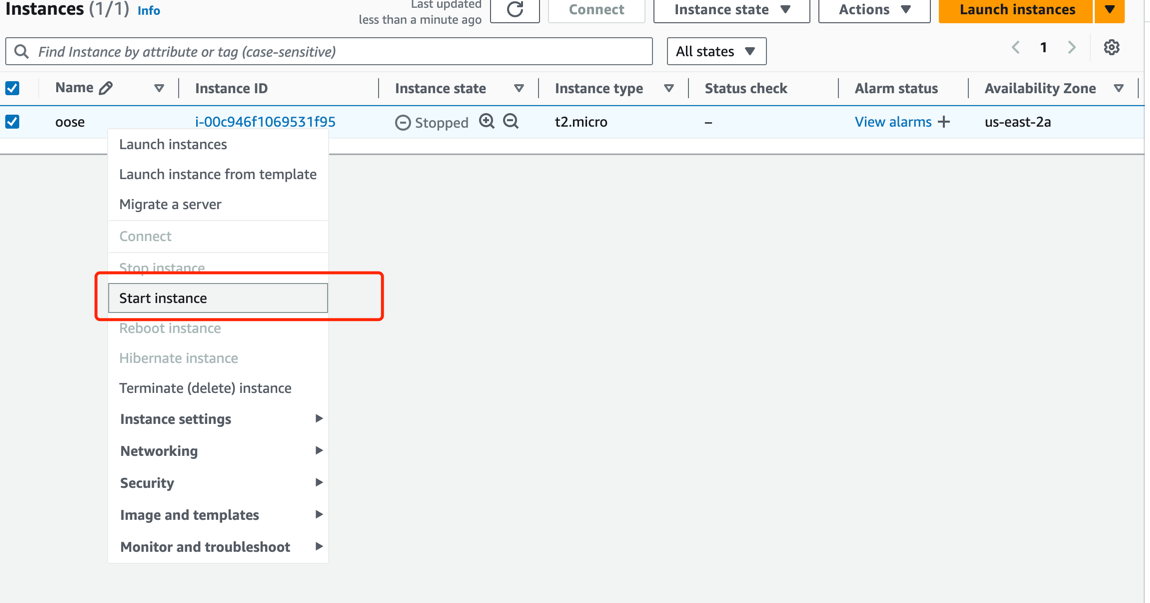 Instances (1/1) Info
Last updated
less than a minute ago
Connect
Instance state
Actions
Launch instances
Find Instance by attribute or tag (case-sensitive)
All states
1
Name
Instance ID
Instance state
Instance type
Status check
Alarm status
Availability Zone
oose
i-00c946f1069531f95
Stopped
t2.micro
–
View alarms +
us-east-2a
Launch instances
Launch instance from template
Migrate a server
Connect
Stop instance
Start instance
Reboot instance
Hibernate instance
Terminate (delete) instance
Instance settings
Networking
Security
Image and templates
Monitor and troubleshoot